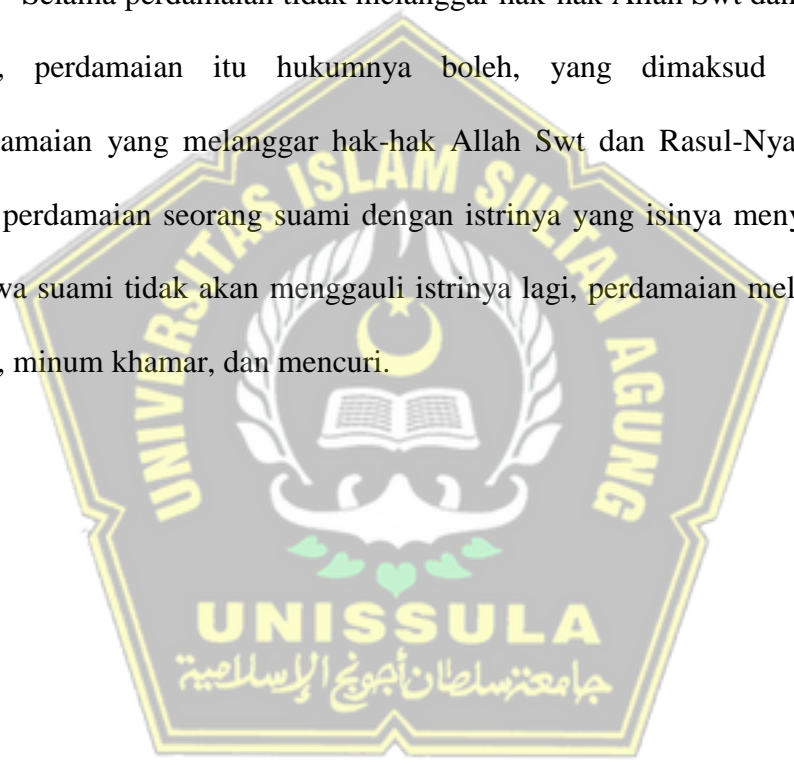 Selama perdamaian tidak melanggar hak-hak Allah Swt dan
perdamaian itu hukumnya boleh, yang dimaksud
amaian yang melanggar hak-hak Allah Swt dan Rasul-Nya
perdamaian seorang suami dengan istrinya yang isinya meny
wa suami tidak akan menggauli istrinya lagi, perdamaian mel
, minum khamar, dan mencuri.
UNIVERSITAS ISLAM SULTAN AGUNG
UNISSULA
جامعة سلطان أجونج الإسلامية